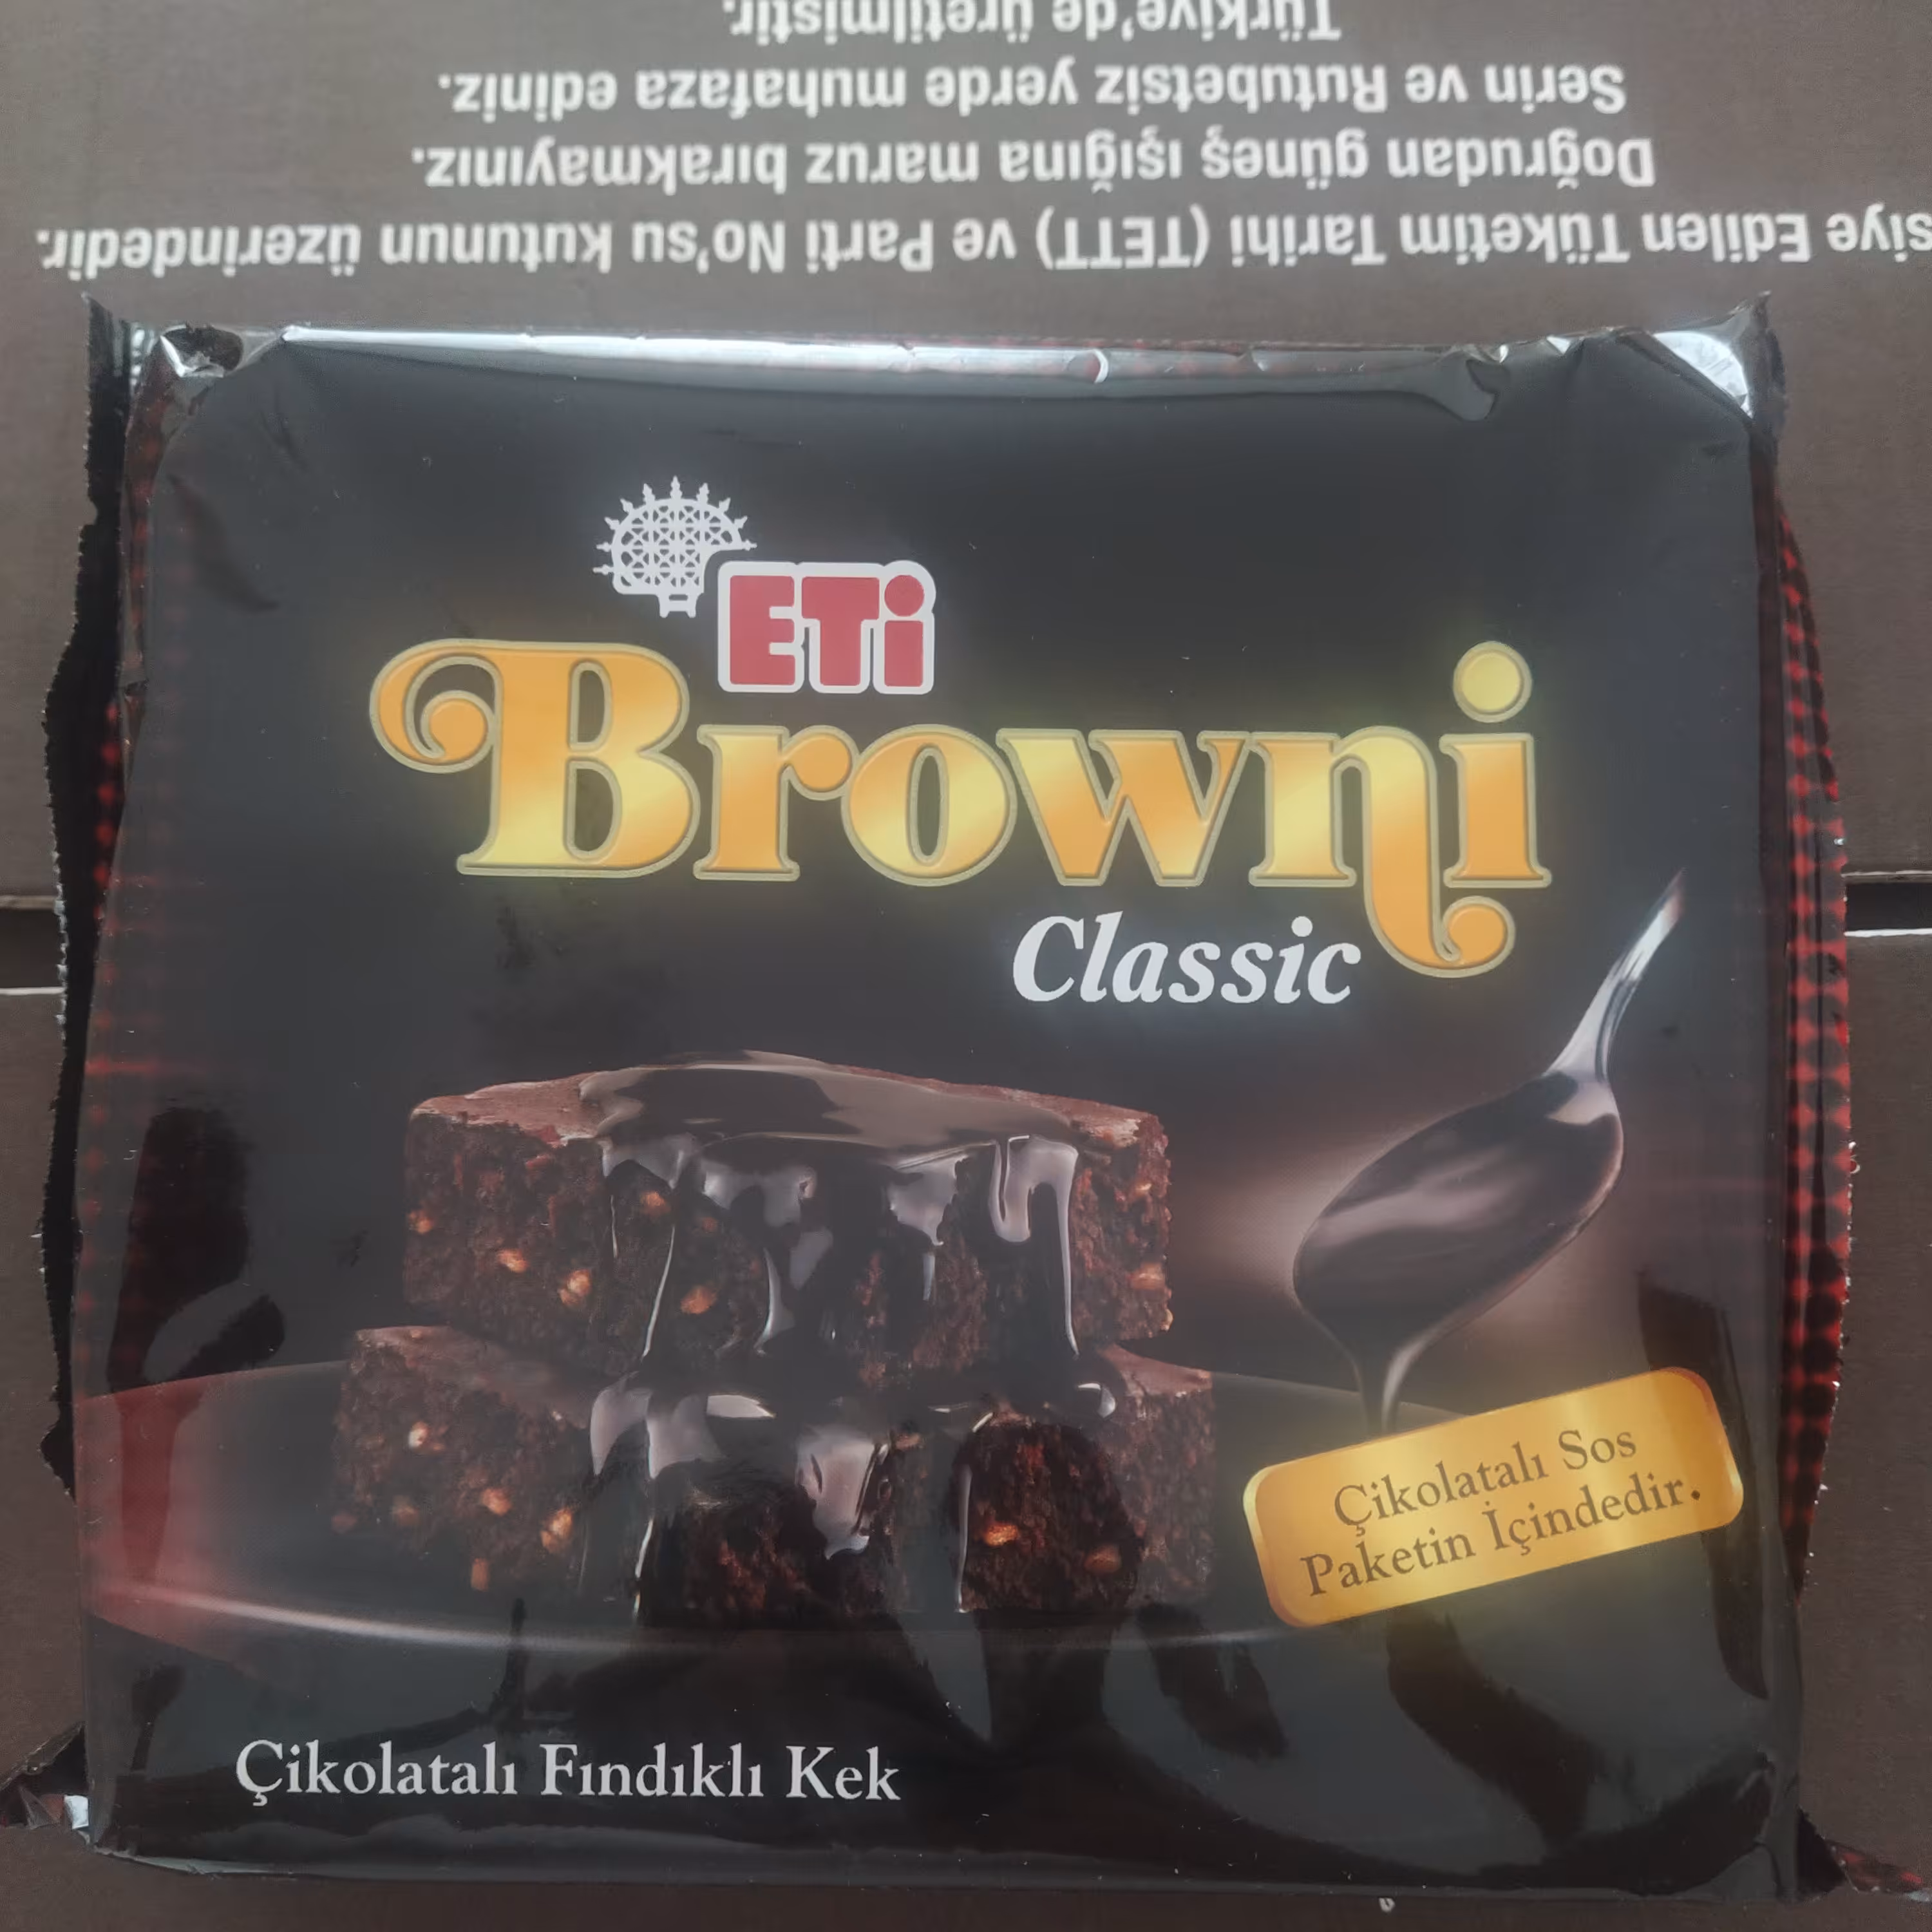 Türkiye'de üretilmiştir.
Serin ve Rutubetsiz yerde muhafaza ediniz.
Doğrudan güneş ışığına maruz bırakmayınız.
siye Edilen Tüketim Tarihi (TETT) ve Parti No'su kutunun üzerindedir.
ETi
Browni
Classic
Çikolatalı Sos
Paketin İçindedir.
Çikolatalı Fındıklı Kek